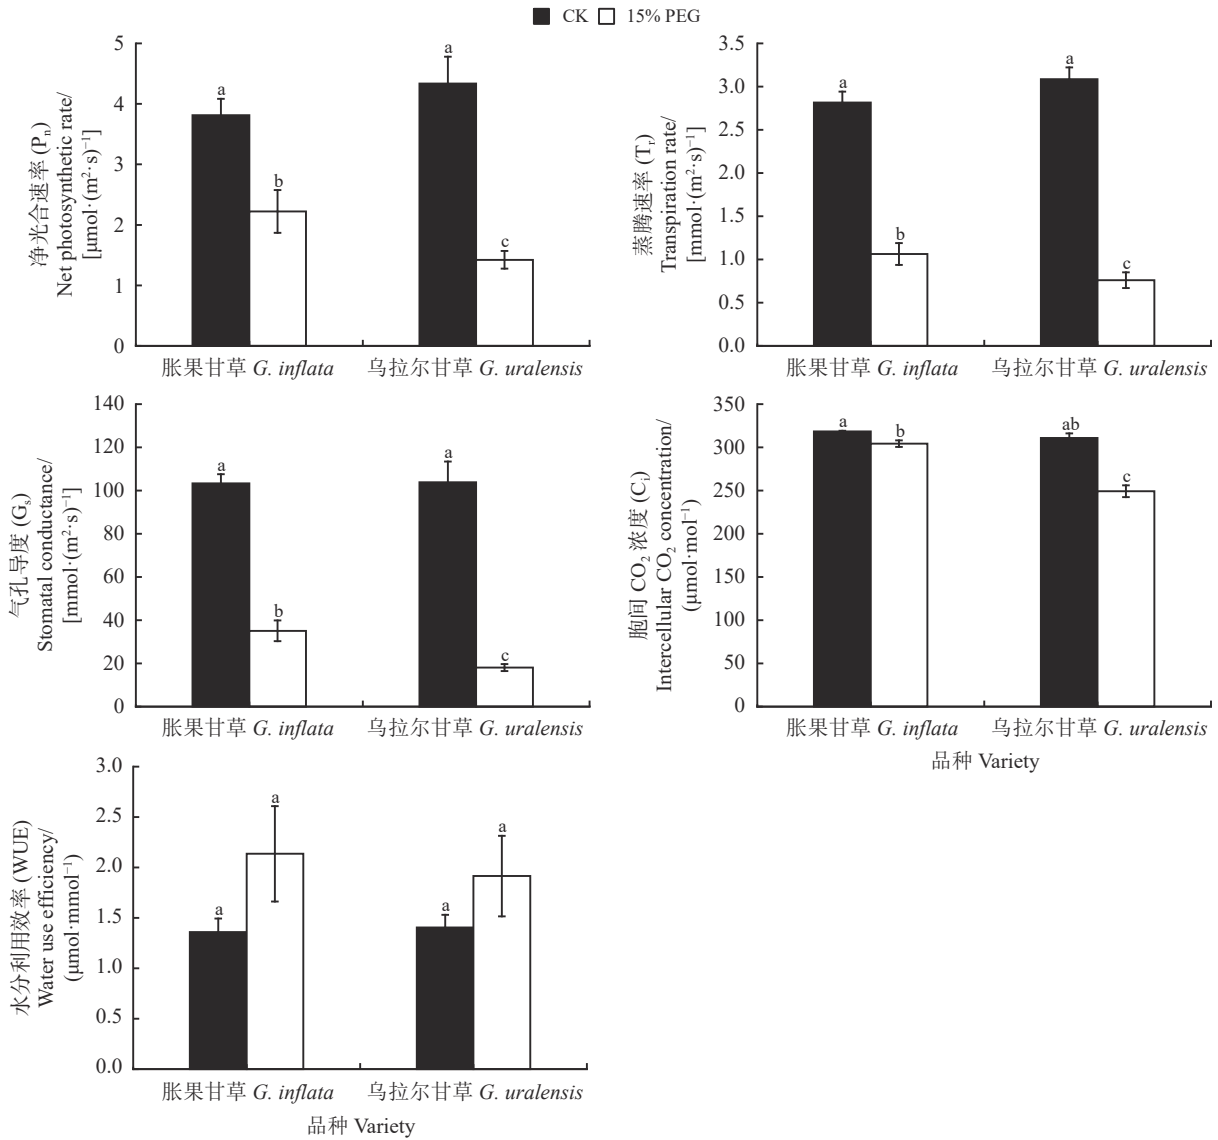 CK 15% PEG
净光合速率 (Pn)
Net photosynthetic rate/
[μmol·(m²·s)⁻¹]
5
4
3
2
1
0
a
b
a
c
胀果甘草 G. inflata
乌拉尔甘草 G. uralensis
蒸腾速率 (Tr)
Transpiration rate/
[mmol·(m²·s)⁻¹]
3.5
3.0
2.5
2.0
1.5
1.0
0.5
0.0
a
b
a
c
胀果甘草 G. inflata
乌拉尔甘草 G. uralensis
气孔导度 (Gs)
Stomatal conductance/
[mmol·(m²·s)⁻¹]
140
120
100
80
60
40
20
0
a
b
a
c
胀果甘草 G. inflata
乌拉尔甘草 G. uralensis
胞间 CO₂ 浓度 (Ci)
Intercellular CO₂ concentration/
(μmol·mol⁻¹)
350
300
250
200
150
100
50
0
a
b
ab
c
胀果甘草 G. inflata
乌拉尔甘草 G. uralensis
品种 Variety
水分利用效率 (WUE)
Water use efficiency/
(μmol·mmol⁻¹)
3.0
2.5
2.0
1.5
1.0
0.5
0.0
a
a
a
a
胀果甘草 G. inflata
乌拉尔甘草 G. uralensis
品种 Variety